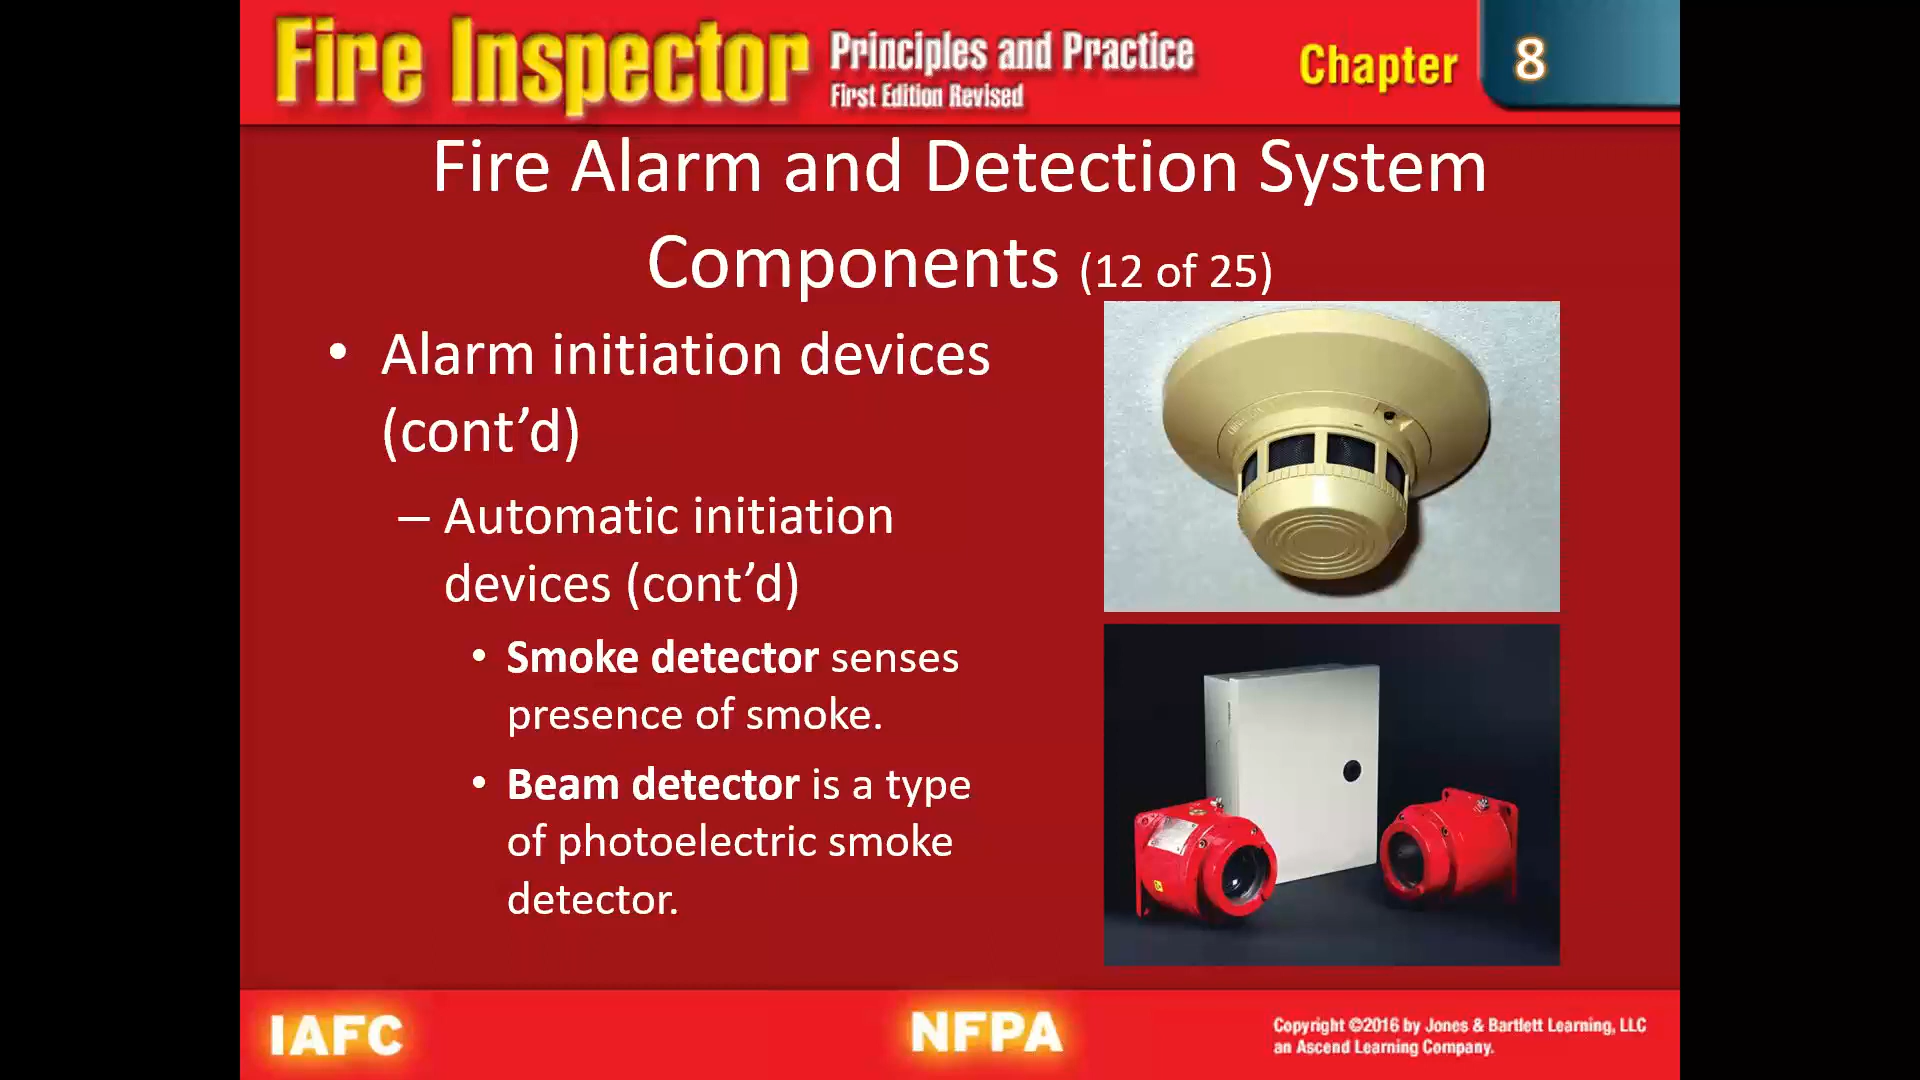 Fire Inspector Principles and Practice
First Edition Revised
Chapter 8
Fire Alarm and Detection System
Components (12 of 25)
• Alarm initiation devices
(cont’d)
– Automatic initiation
devices (cont’d)
• Smoke detector senses
presence of smoke.
• Beam detector is a type
of photoelectric smoke
detector.
IAFC
NFPA
Copyright ©2016 by Jones & Bartlett Learning, LLC
an Ascend Learning Company.